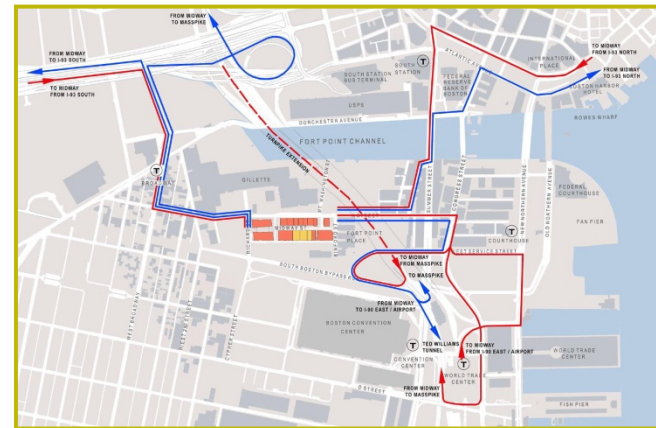 FROM MIDWAY
TO MASSPIKE
FROM MIDWAY
TO I-93 SOUTH
TO MIDWAY
FROM I-93 SOUTH
SOUTH STATION
BUS TERMINAL
SOUTH
STATION
T
ATLANTIC AVE
FEDERAL
RESERVE
BANK OF
BOSTON
INTERNATIONAL
PLACE
TO MIDWAY
FROM I-93 NORTH
FROM MIDWAY
TO I-93 NORTH
BOSTON HARBOR
HOTEL
ROWES WHARF
USPS
DORCHESTER AVENUE
FORT POINT CHANNEL
TURNPIKE EXTENSION
GILLETTE
T
BROADWAY
SUMMER STREET
CONGRESS STREET
NEW NORTHERN AVENUE
OLD NORTHERN AVENUE
FEDERAL
COURTHOUSE
FAN PIER
MIDWAY ST
FORT POINT
PLACE
T
COURTHOUSE
SOUTH BOSTON BYPASS
TO MIDWAY
FROM MASSPIKE
TO MASSPIKE
FROM MIDWAY
TO I-90 EAST / AIRPORT
BOSTON CONVENTION
CENTER
WEST BROADWAY
CYPHER STREET
TED WILLIAMS
TUNNEL
T
CONVENTION
CENTER
TO MIDWAY
FROM I-90 EAST / AIRPORT
T
WORLD TRADE
CENTER
WORLD TRADE
CENTER
D STREET
FROM MIDWAY
TO MASSPIKE
FISH PIER